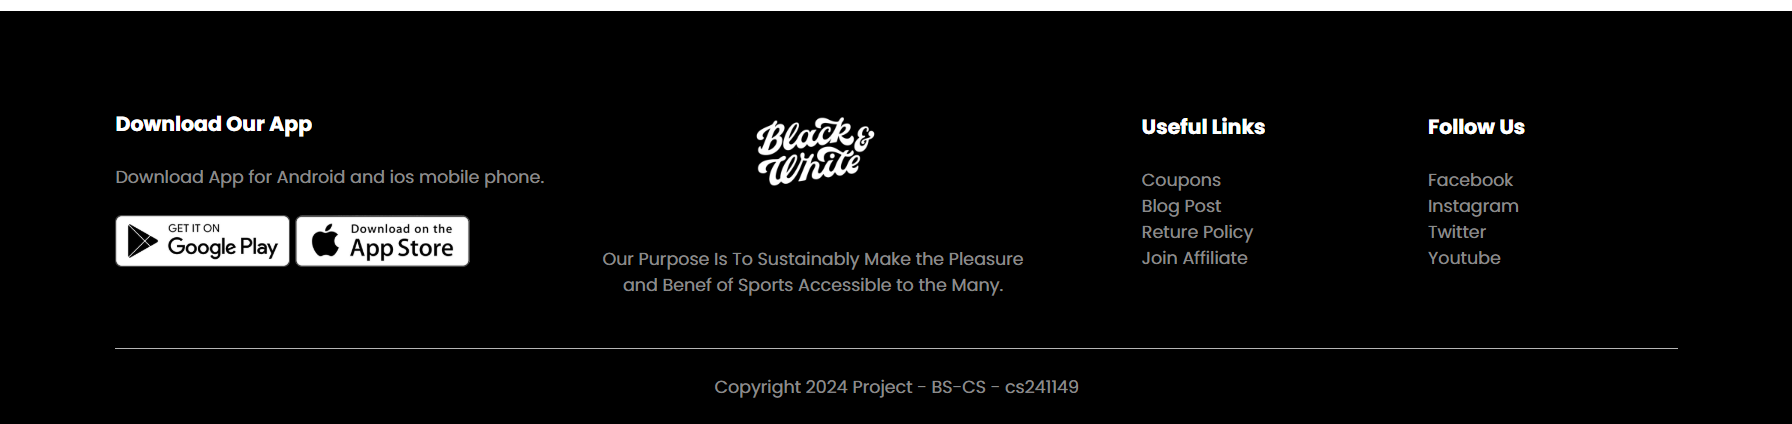 Download Our App
Download App for Android and ios mobile phone.
GET IT ON
Google Play
Download on the
App Store
Black &
White
Our Purpose Is To Sustainably Make the Pleasure
and Benef of Sports Accessible to the Many.
Useful Links
Coupons
Blog Post
Reture Policy
Join Affiliate
Follow Us
Facebook
Instagram
Twitter
Youtube
Copyright 2024 Project - BS-CS - cs241149